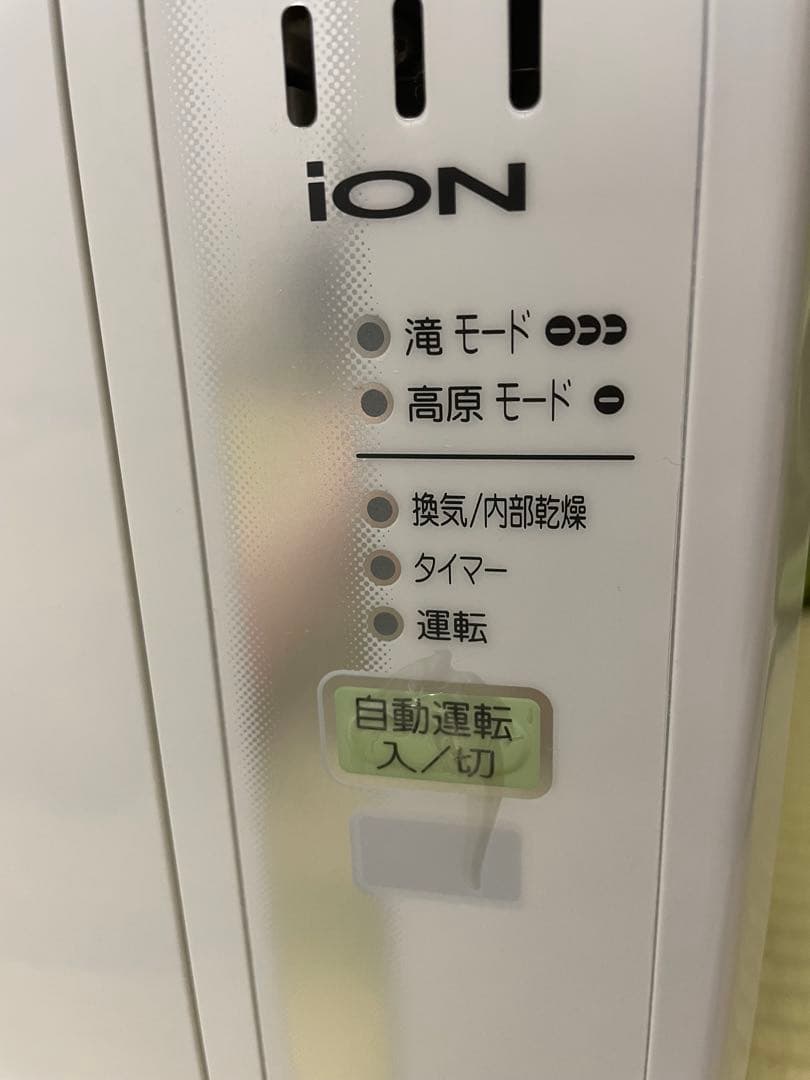 iON
滝 モード
高原 モード
換気/内部乾燥
タイマー
運転
自動運転
入/切